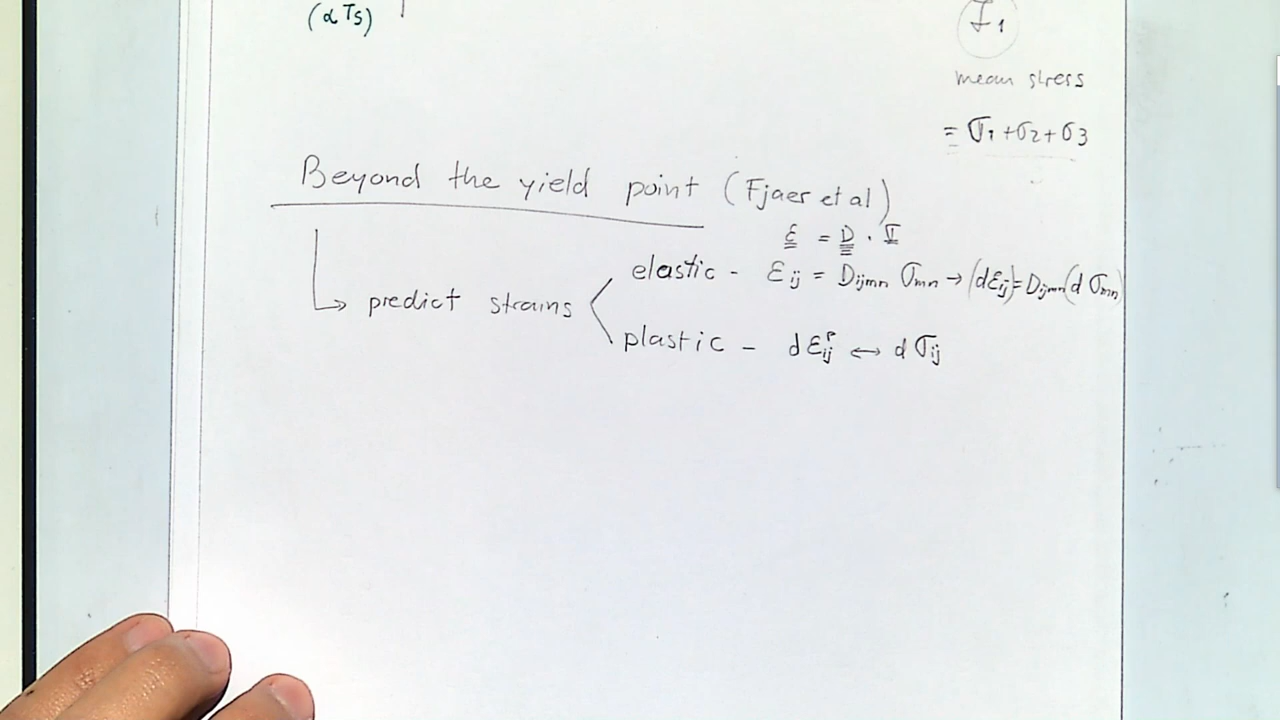 (αTs)
I₁
mean stress
= σ₁+σ₂+σ₃
Beyond the yield point (Fjaer et al)
ε = D · σ
elastic - εij = Dijmn σmn → (dεij) = Dijmn (d σmn)
predict strains
plastic - dεᵖij ↔ dσij